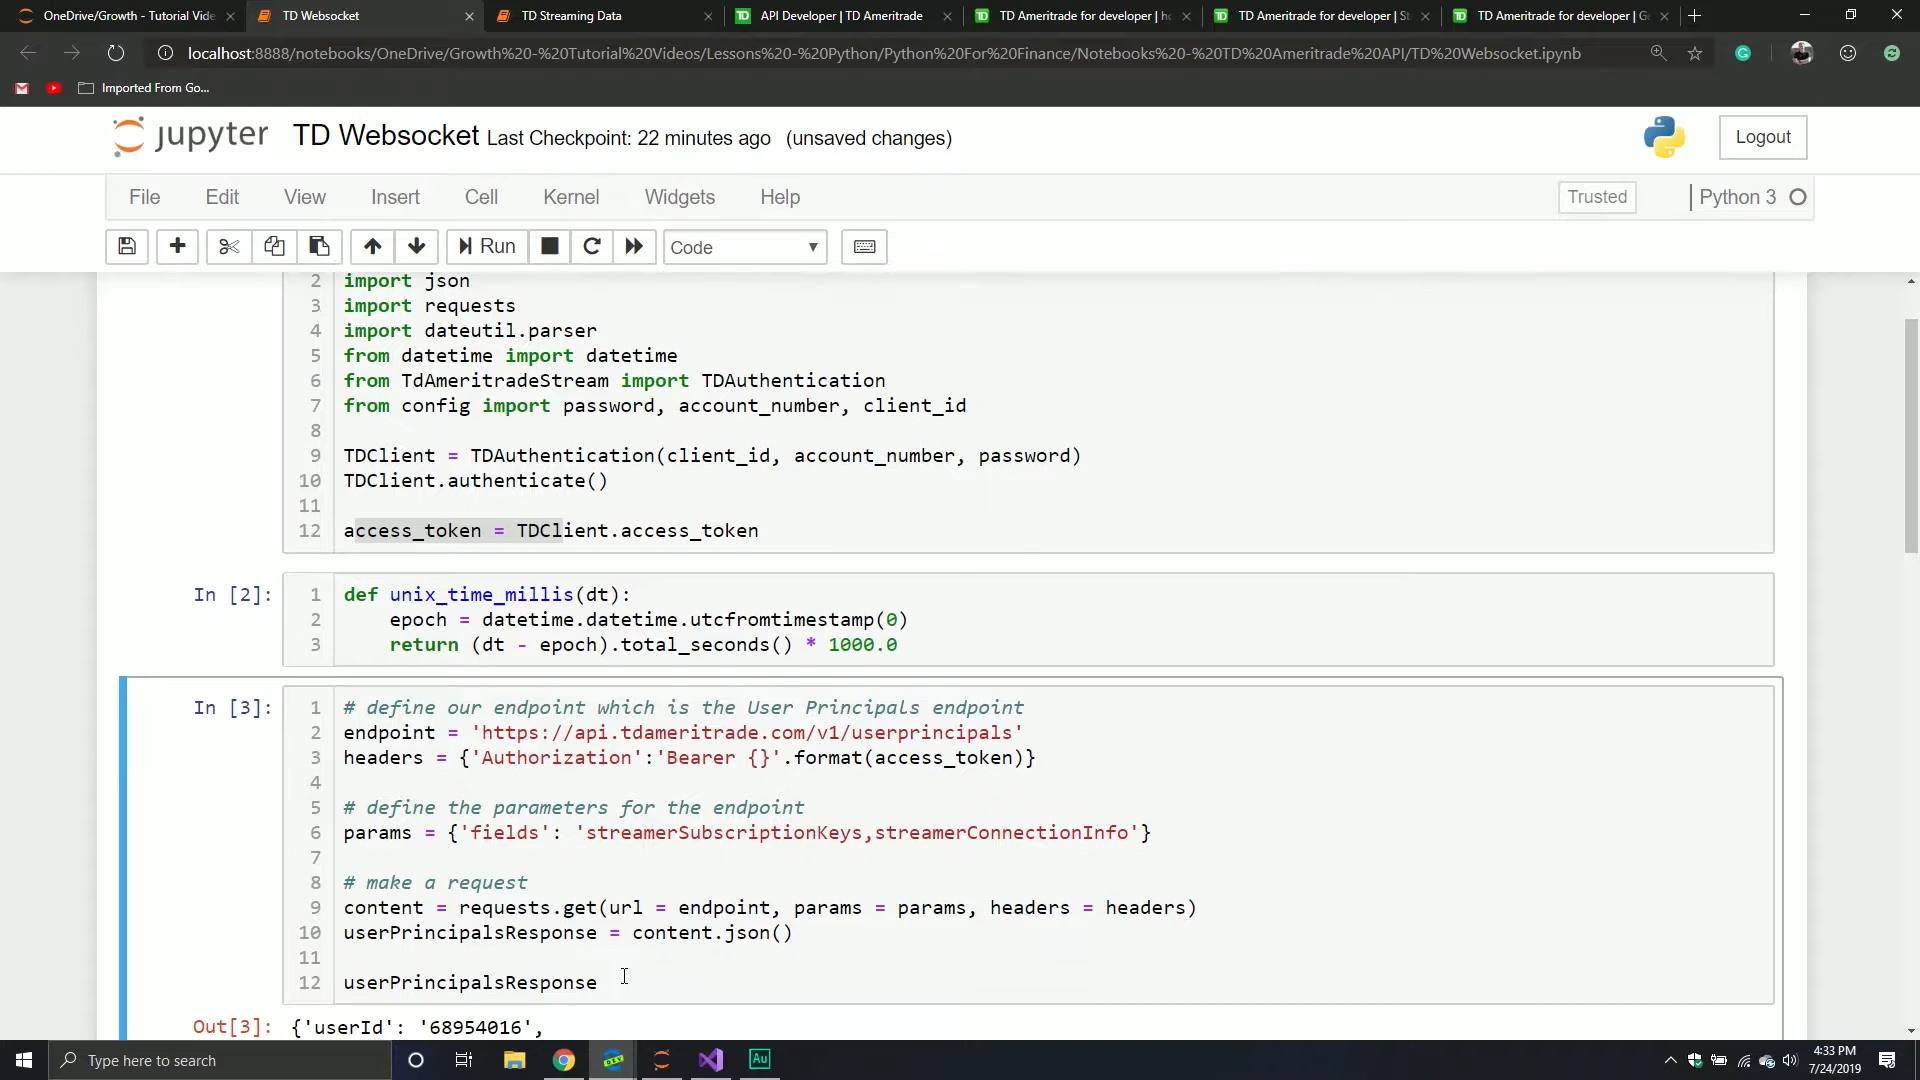 OneDrive/Growth - Tutorial Vide
TD Websocket
TD Streaming Data
API Developer | TD Ameritrade
TD Ameritrade for developer | ho
TD Ameritrade for developer | St
TD Ameritrade for developer | Ge
localhost:8888/notebooks/OneDrive/Growth%20-%20Tutorial%20Videos/Lessons%20-%20Python/Python%20For%20Finance/Notebooks%20-%20TD%20Ameritrade%20API/TD%20Websocket.ipynb
Imported From Go...
jupyter TD Websocket Last Checkpoint: 22 minutes ago (unsaved changes)
Logout
File Edit View Insert Cell Kernel Widgets Help
Trusted
Python 3
Run
Code
2 import json
3 import requests
4 import dateutil.parser
5 from datetime import datetime
6 from TdAmeritradeStream import TDAuthentication
7 from config import password, account_number, client_id
8
9 TDClient = TDAuthentication(client_id, account_number, password)
10 TDClient.authenticate()
11
12 access_token = TDClient.access_token
In [2]:
1 def unix_time_millis(dt):
2     epoch = datetime.datetime.utcfromtimestamp(0)
3     return (dt - epoch).total_seconds() * 1000.0
In [3]:
1 # define our endpoint which is the User Principals endpoint
2 endpoint = 'https://api.tdameritrade.com/v1/userprincipals'
3 headers = {'Authorization':'Bearer {}'.format(access_token)}
4
5 # define the parameters for the endpoint
6 params = {'fields': 'streamerSubscriptionKeys,streamerConnectionInfo'}
7
8 # make a request
9 content = requests.get(url = endpoint, params = params, headers = headers)
10 userPrincipalsResponse = content.json()
11
12 userPrincipalsResponse
Out[3]: {'userId': '68954016',
Type here to search
DEV
Au
4:33 PM
7/24/2019